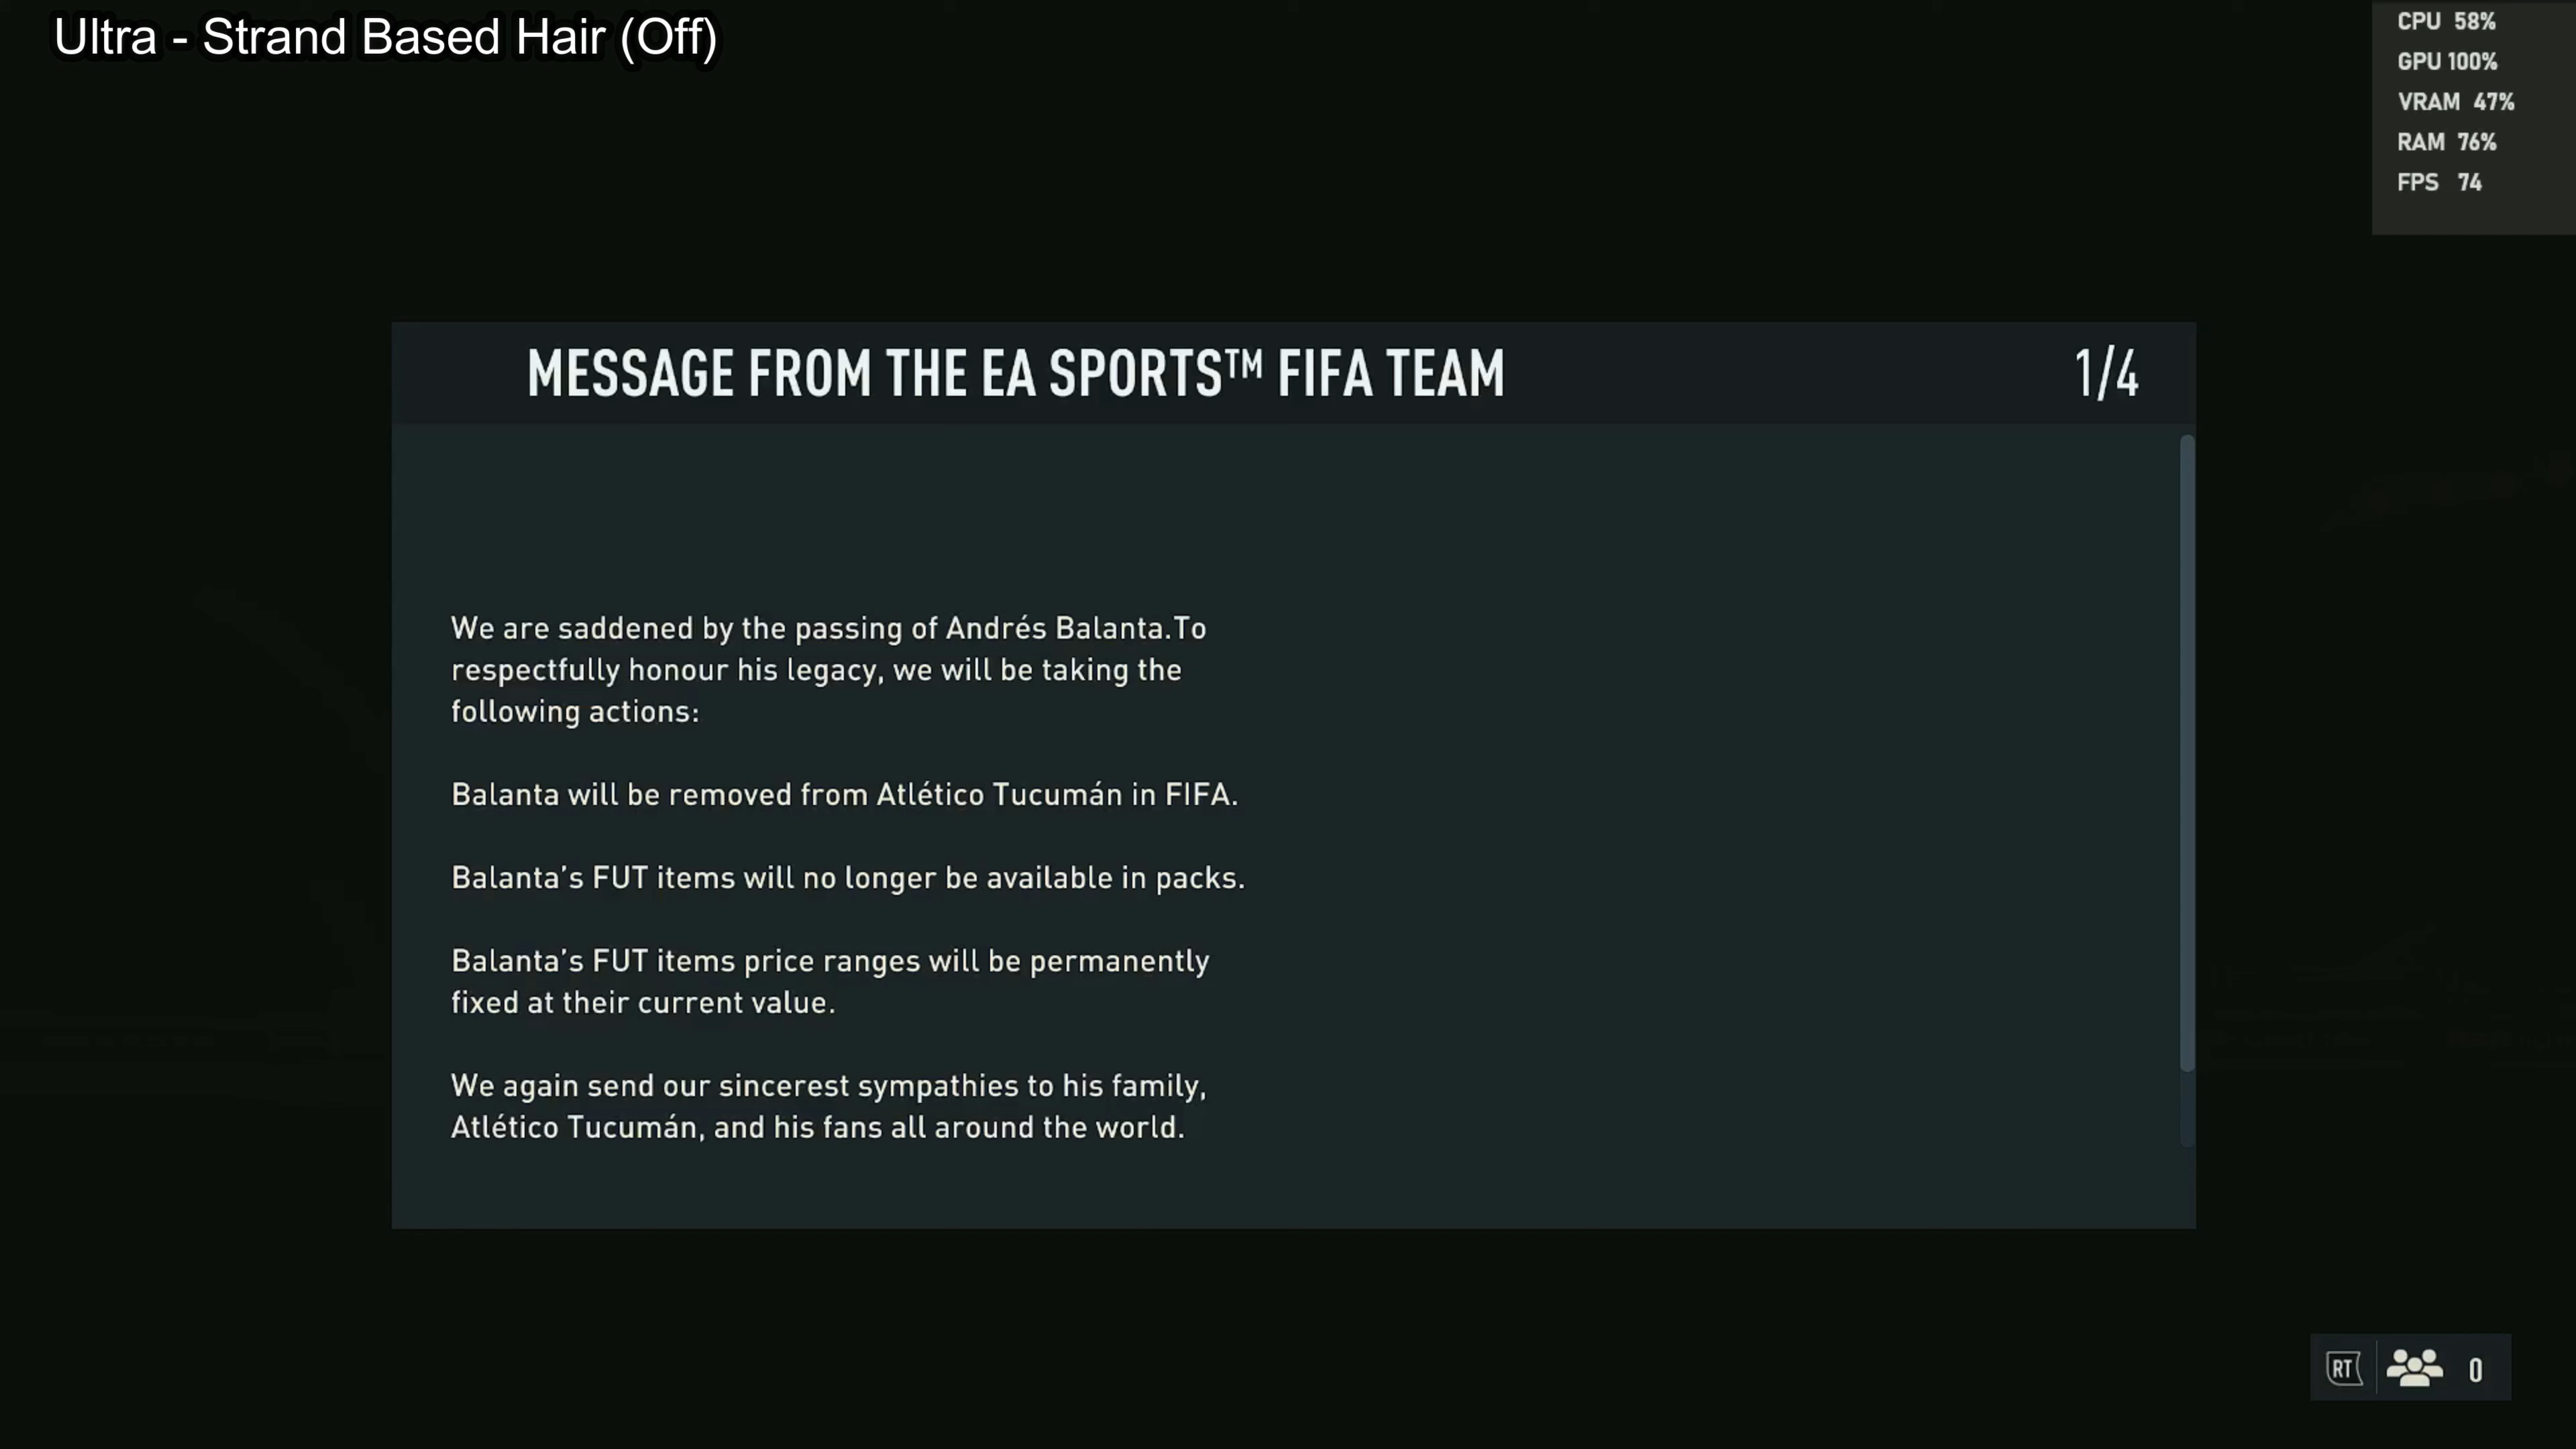 Ultra - Strand Based Hair (Off)
CPU 58%
GPU 100%
VRAM 47%
RAM 76%
FPS 74
MESSAGE FROM THE EA SPORTS™ FIFA TEAM
1/4
We are saddened by the passing of Andrés Balanta.To
respectfully honour his legacy, we will be taking the
following actions:
Balanta will be removed from Atlético Tucumán in FIFA.
Balanta's FUT items will no longer be available in packs.
Balanta's FUT items price ranges will be permanently
fixed at their current value.
We again send our sincerest sympathies to his family,
Atlético Tucumán, and his fans all around the world.
RT 0